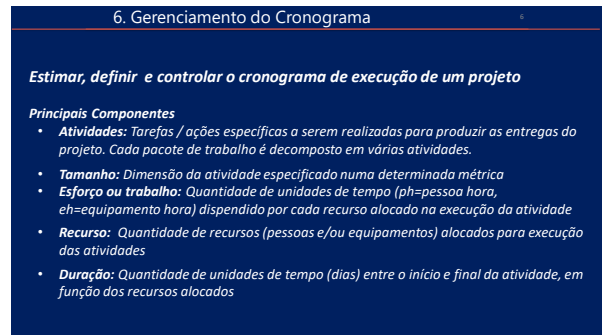 6. Gerenciamento do Cronograma
6
Estimar, definir e controlar o cronograma de execução de um projeto
Principais Componentes
• Atividades: Tarefas / ações específicas a serem realizadas para produzir as entregas do
projeto. Cada pacote de trabalho é decomposto em várias atividades.
• Tamanho: Dimensão da atividade especificado numa determinada métrica
• Esforço ou trabalho: Quantidade de unidades de tempo (ph=pessoa hora,
eh=equipamento hora) dispendido por cada recurso alocado na execução da atividade
• Recurso: Quantidade de recursos (pessoas e/ou equipamentos) alocados para execução
das atividades
• Duração: Quantidade de unidades de tempo (dias) entre o início e final da atividade, em
função dos recursos alocados